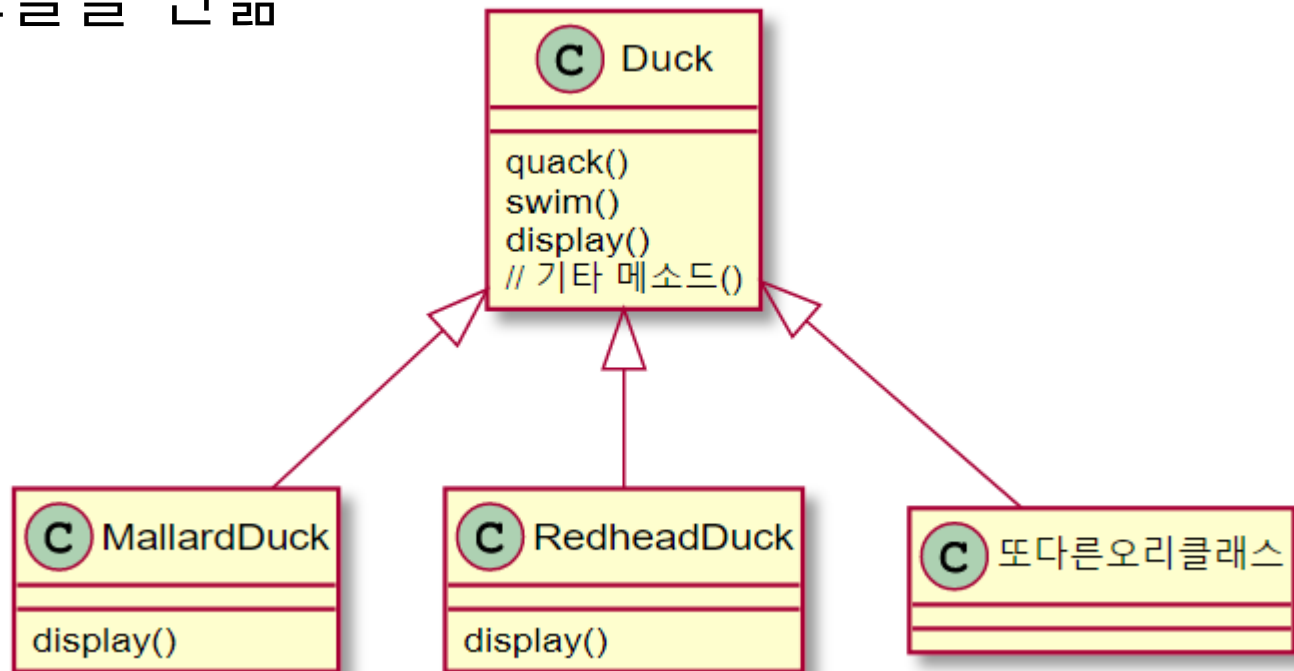 C Duck
quack()
swim()
display()
// 기타 메소드()
C MallardDuck
display()
C RedheadDuck
display()
C 또다른오리클래스